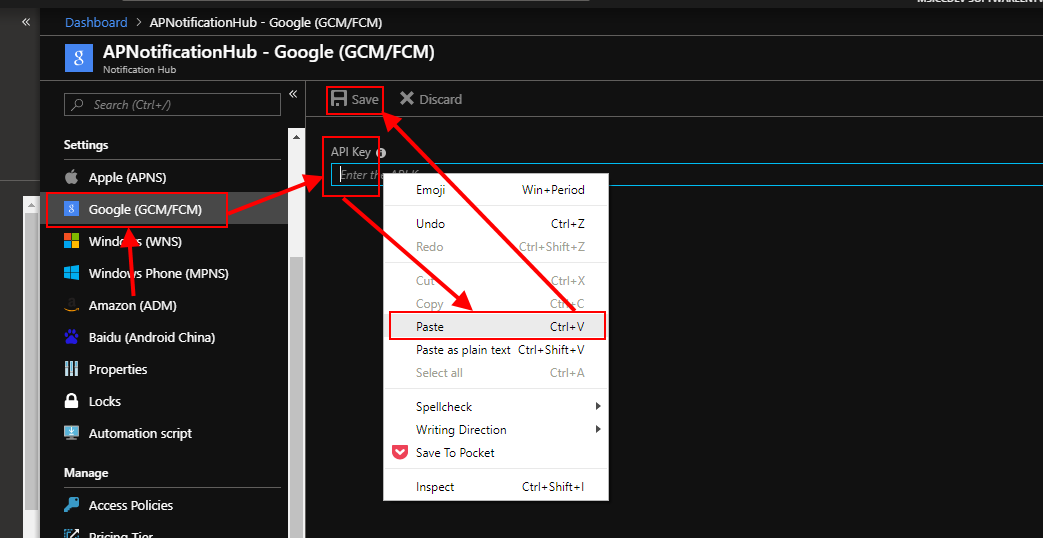 «
Dashboard > APNotificationHub - Google (GCM/FCM)
APNotificationHub - Google (GCM/FCM)
Notification Hub
Search (Ctrl+/)
«
Save
Discard
Settings
API Key
Enter the
Apple (APNS)
Google (GCM/FCM)
Windows (WNS)
Windows Phone (MPNS)
Amazon (ADM)
Baidu (Android China)
Properties
Locks
Automation script
Manage
Access Policies
Pricing Tier
Emoji Win+Period
Undo Ctrl+Z
Redo Ctrl+Shift+Z
Cut Ctrl+X
Copy Ctrl+C
Paste Ctrl+V
Paste as plain text Ctrl+Shift+V
Select all Ctrl+A
Spellcheck
Writing Direction
Save To Pocket
Inspect Ctrl+Shift+I